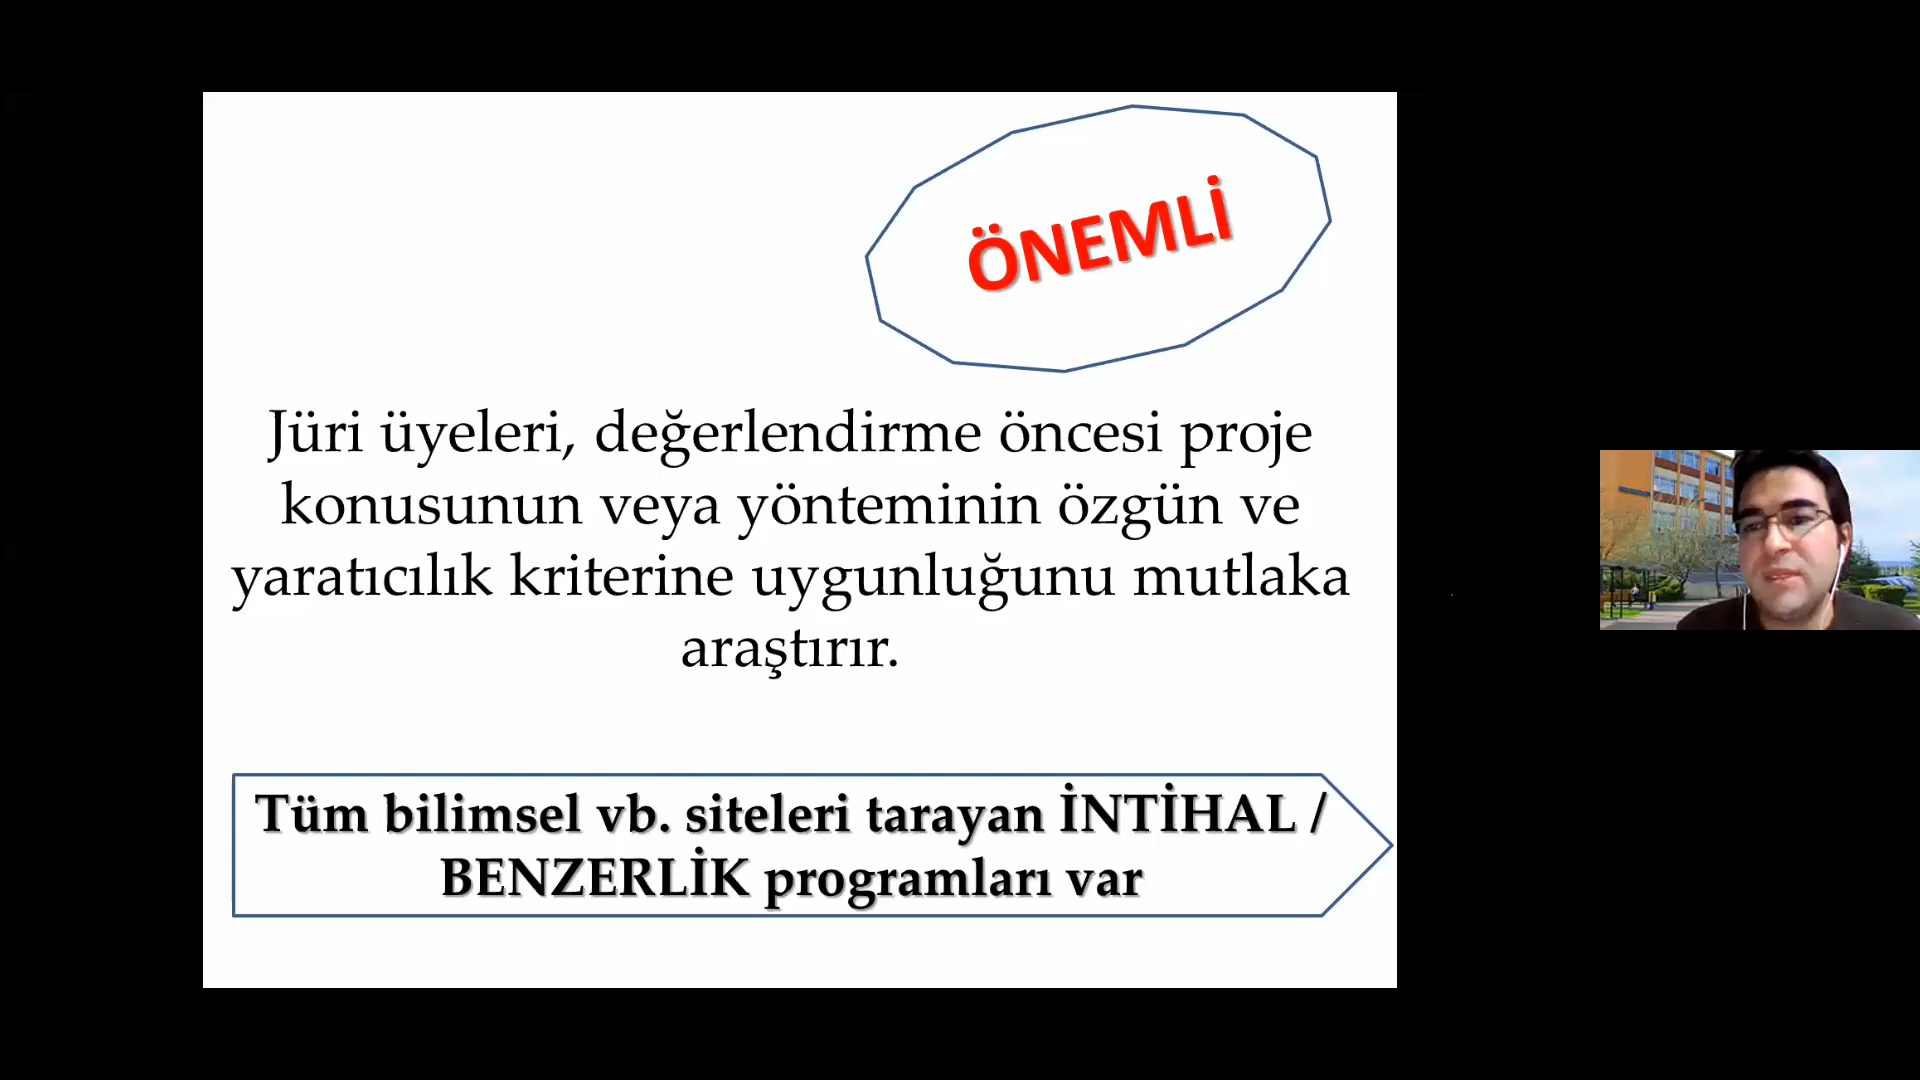 ÖNEMLİ
Jüri üyeleri, değerlendirme öncesi proje
konusunun veya yönteminin özgün ve
yaratıcılık kriterine uygunluğunu mutlaka
araştırır.
Tüm bilimsel vb. siteleri tarayan İNTİHAL /
BENZERLİK programları var